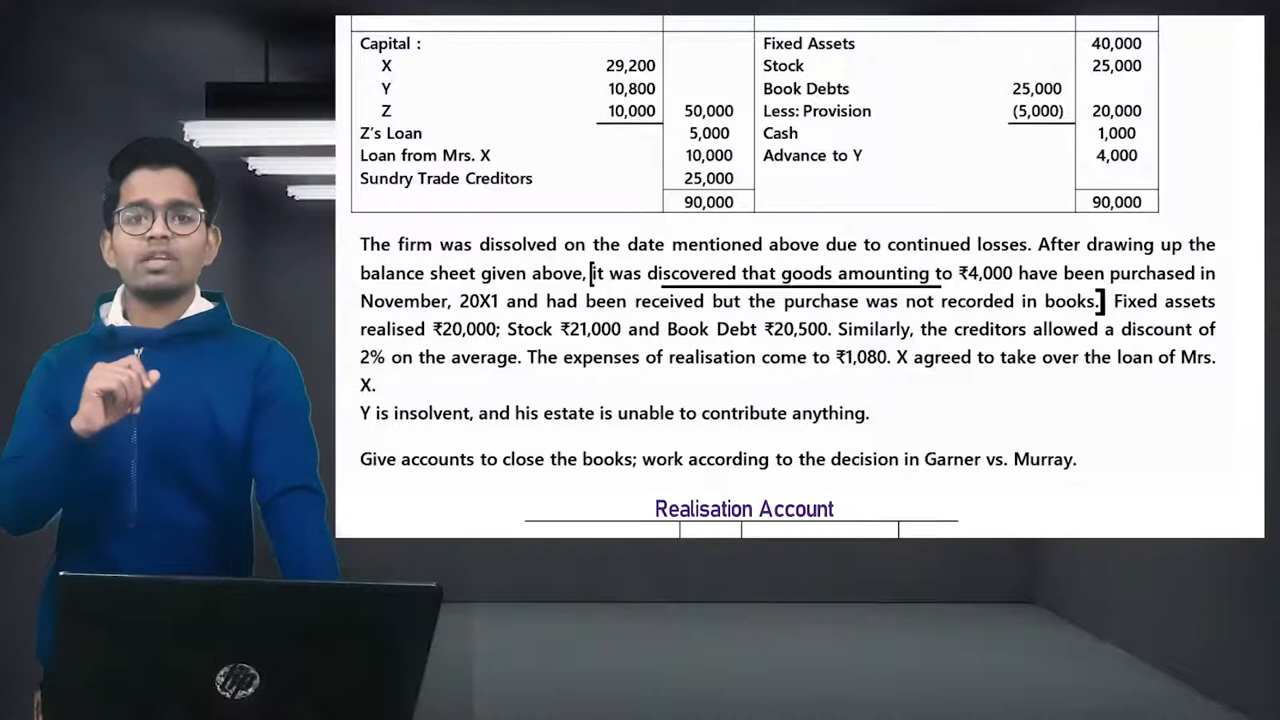 Capital : Fixed Assets 40,000
X 29,200 Stock 25,000
Y 10,800 Book Debts 25,000
Z 10,000 50,000 Less: Provision (5,000) 20,000
Z's Loan 5,000 Cash 1,000
Loan from Mrs. X 10,000 Advance to Y 4,000
Sundry Trade Creditors 25,000
90,000 90,000
The firm was dissolved on the date mentioned above due to continued losses. After drawing up the
balance sheet given above, [it was discovered that goods amounting to ₹4,000 have been purchased in
November, 20X1 and had been received but the purchase was not recorded in books.] Fixed assets
realised ₹20,000; Stock ₹21,000 and Book Debt ₹20,500. Similarly, the creditors allowed a discount of
2% on the average. The expenses of realisation come to ₹1,080. X agreed to take over the loan of Mrs.
X.
Y is insolvent, and his estate is unable to contribute anything.
Give accounts to close the books; work according to the decision in Garner vs. Murray.
Realisation Account
hp